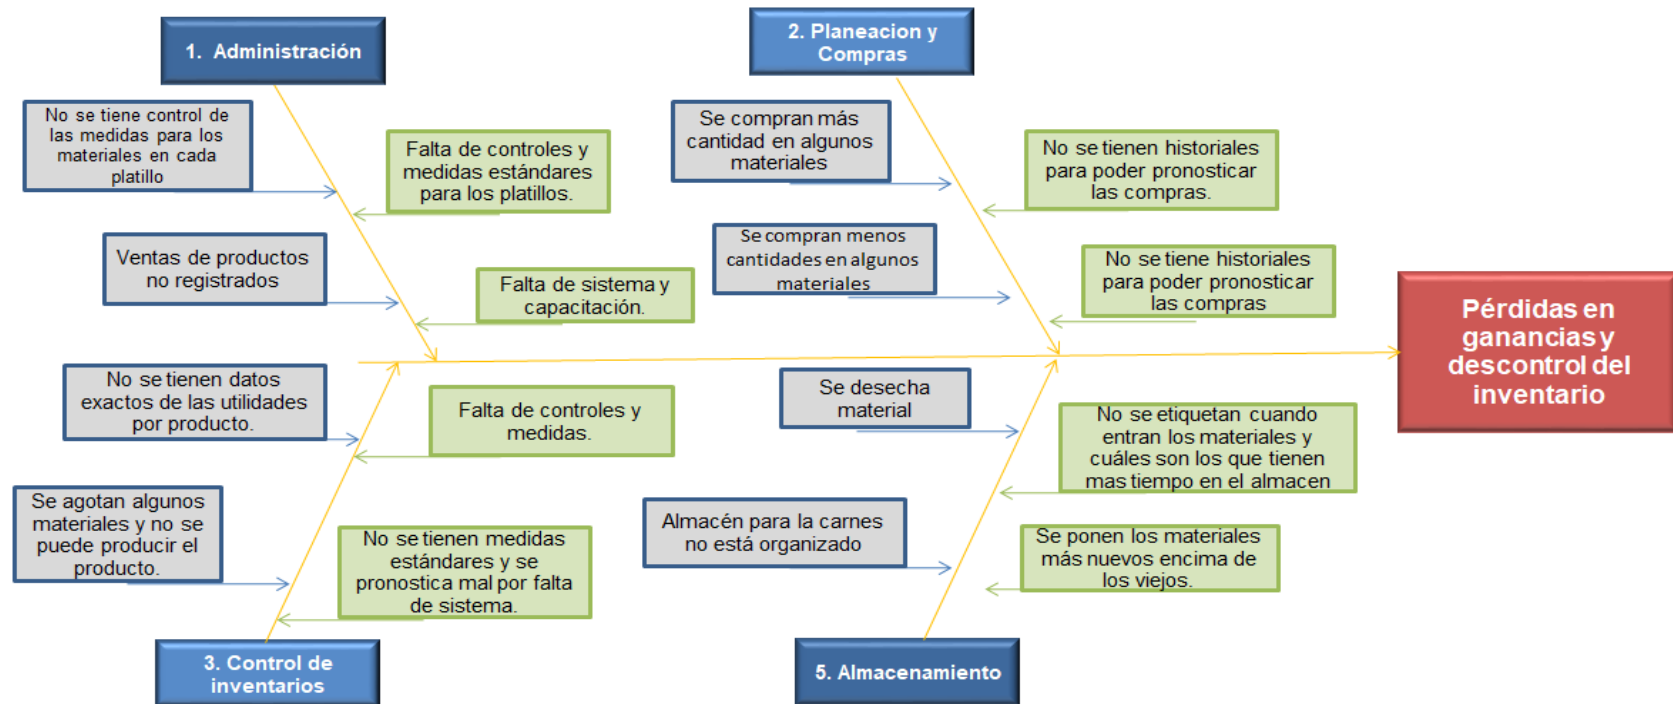 1. Administración
2. Planeacion y
Compras
No se tiene control de
las medidas para los
materiales en cada
platillo
Falta de controles y
medidas estándares
para los platillos.
Ventas de productos
no registrados
Falta de sistema y
capacitación.
Se compran más
cantidad en algunos
materiales
No se tienen historiales
para poder pronosticar
las compras.
Se compran menos
cantidades en algunos
materiales
No se tiene historiales
para poder pronosticar
las compras
Pérdidas en
ganancias y
descontrol del
inventario
No se tienen datos
exactos de las utilidades
por producto.
Falta de controles y
medidas.
Se agotan algunos
materiales y no se
puede producir el
producto.
No se tienen medidas
estándares y se
pronostica mal por falta
de sistema.
Se desecha
material
No se etiquetan cuando
entran los materiales y
cuáles son los que tienen
mas tiempo en el almacen
Almacén para la carnes
no está organizado
Se ponen los materiales
más nuevos encima de
los viejos.
3. Control de
inventarios
5. Almacenamiento